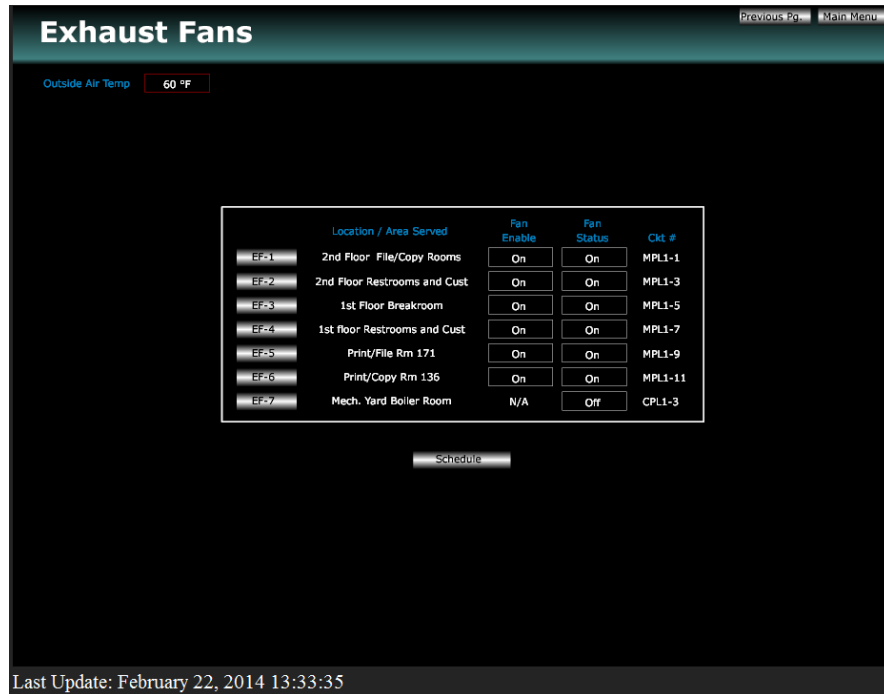 Exhaust Fans
Previous Pg. Main Menu
Outside Air Temp 60 ºF
Location / Area Served Fan Enable Fan Status Ckt #
EF-1 2nd Floor File/Copy Rooms On On MPL1-1
EF-2 2nd Floor Restrooms and Cust On On MPL1-3
EF-3 1st Floor Breakroom On On MPL1-5
EF-4 1st floor Restrooms and Cust On On MPL1-7
EF-5 Print/File Rm 171 On On MPL1-9
EF-6 Print/Copy Rm 136 On On MPL1-11
EF-7 Mech. Yard Boiler Room N/A Off CPL1-3
Schedule
Last Update: February 22, 2014 13:33:35